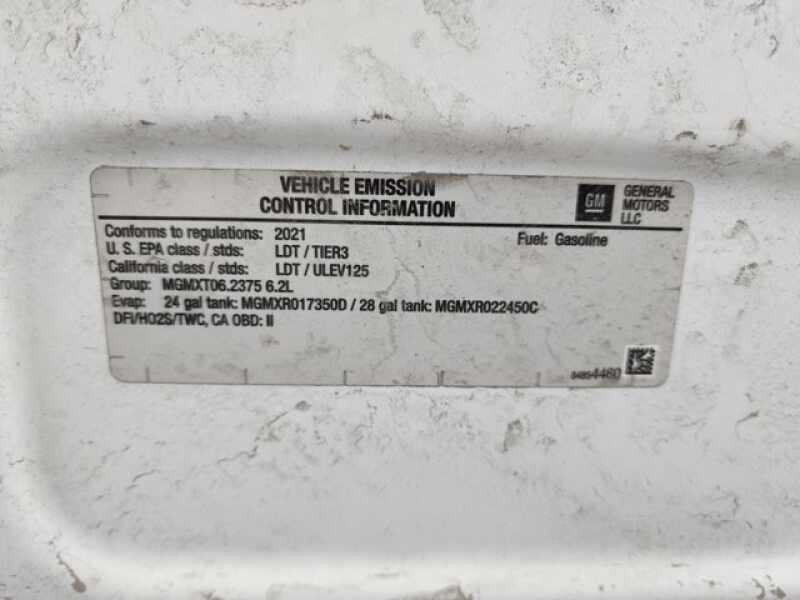 VEHICLE EMISSION
CONTROL INFORMATION
GM
GENERAL
MOTORS
LLC
Conforms to regulations: 2021
Fuel: Gasoline
U. S. EPA class / stds: LDT / TIER3
California class / stds: LDT / ULEV125
Group: MGMXT06.2375 6.2L
Evap: 24 gal tank: MGMXR017350D / 28 gal tank: MGMXR022450C
DFI/HO2S/TWC, CA OBD: II
84854460